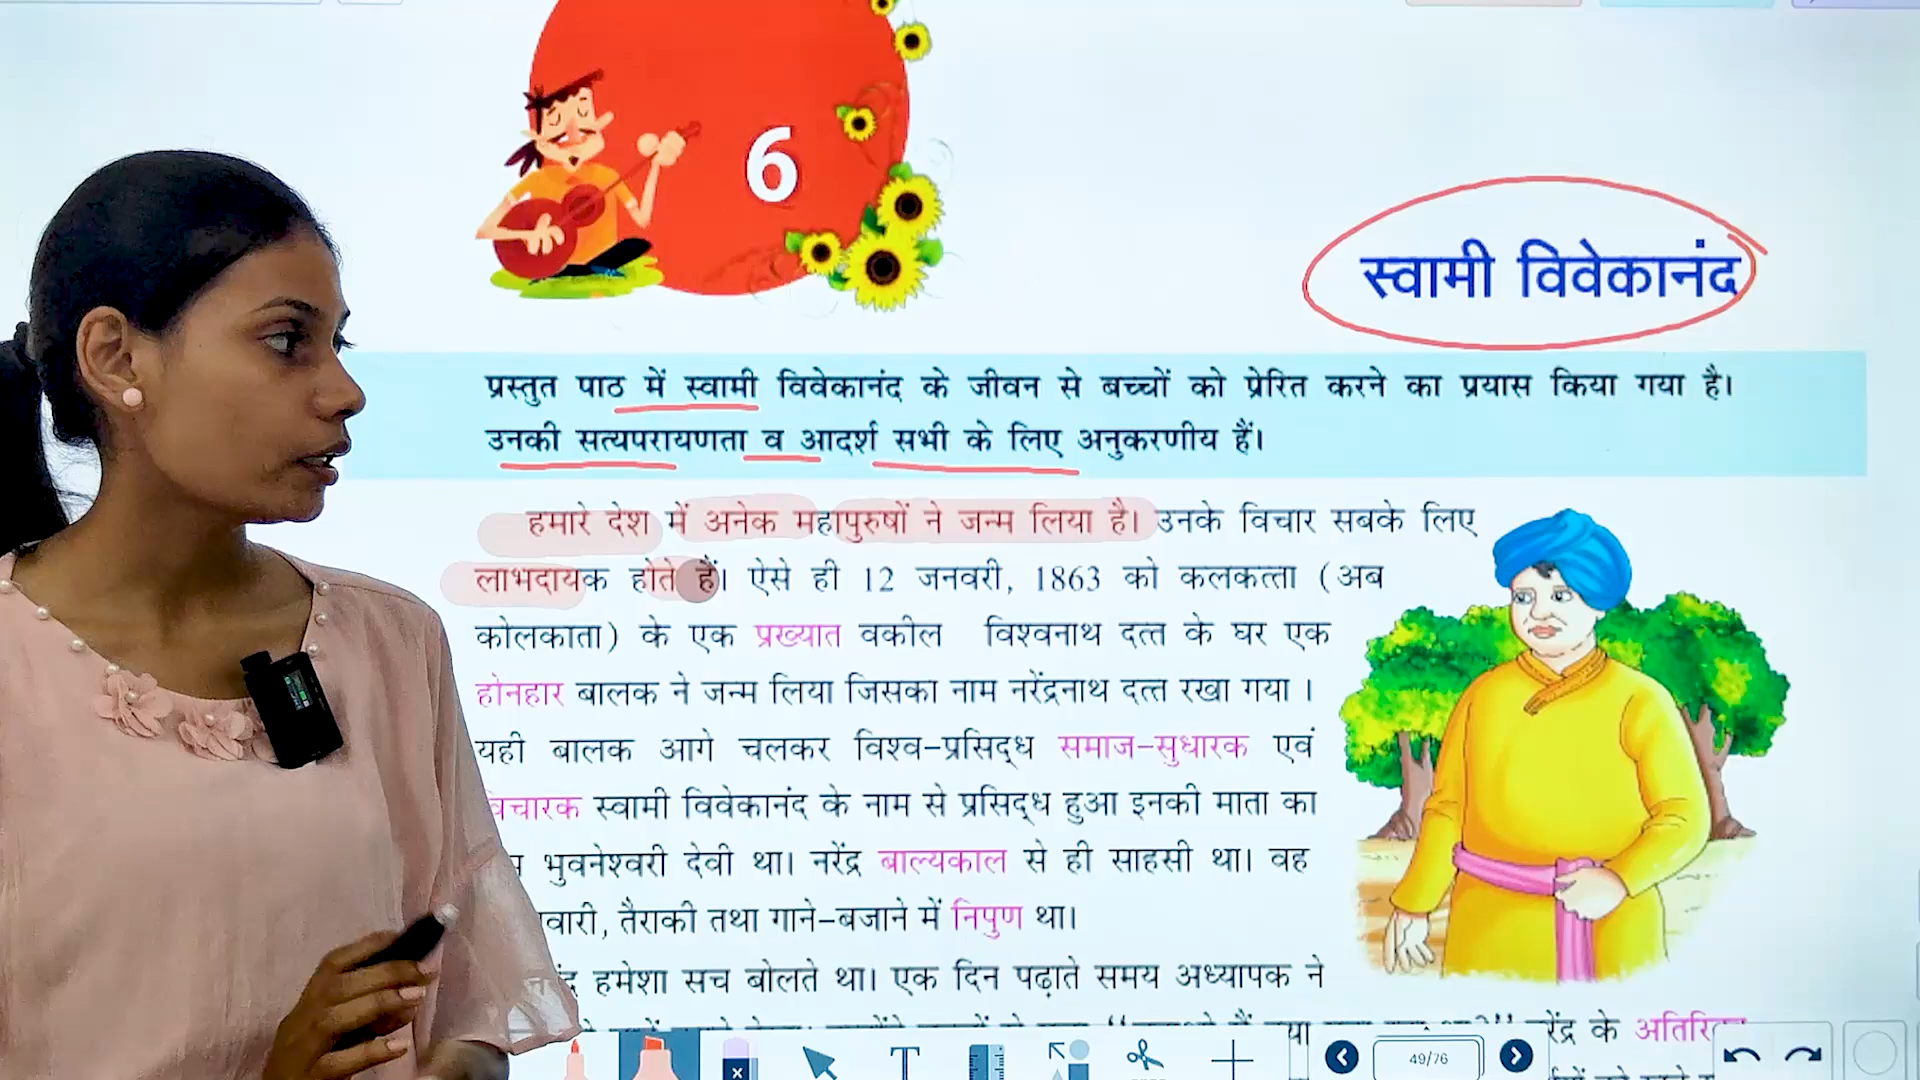 6
स्वामी विवेकानंद
प्रस्तुत पाठ में स्वामी विवेकानंद के जीवन से बच्चों को प्रेरित करने का प्रयास किया गया है।
उनकी सत्यपरायणता व आदर्श सभी के लिए अनुकरणीय हैं।
हमारे देश में अनेक महापुरुषों ने जन्म लिया है। उनके विचार सबके लिए
लाभदायक होते हैं। ऐसे ही 12 जनवरी, 1863 को कलकत्ता (अब
कोलकाता) के एक प्रख्यात वकील विश्वनाथ दत्त के घर एक
होनहार बालक ने जन्म लिया जिसका नाम नरेंद्रनाथ दत्त रखा गया ।
यही बालक आगे चलकर विश्व-प्रसिद्ध समाज-सुधारक एवं
स्वामी विवेकानंद के नाम से प्रसिद्ध हुआ इनकी माता का
भुवनेश्वरी देवी था। नरेंद्र बाल्यकाल से ही साहसी था। वह
तैराकी तथा गाने-बजाने में निपुण था।
हमेशा सच बोलते था। एक दिन पढ़ाते समय अध्यापक ने
के
49/76